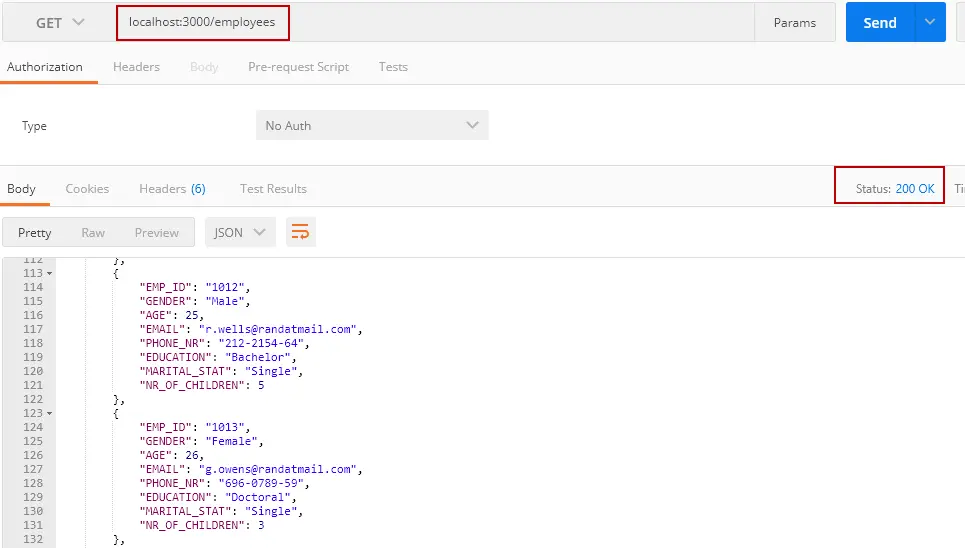 GET localhost:3000/employees Params Send
Authorization Headers Body Pre-request Script Tests
Type No Auth
Body Cookies Headers (6) Test Results Status: 200 OK Ti
Pretty Raw Preview JSON
112 },
113 {
114 "EMP_ID": "1012",
115 "GENDER": "Male",
116 "AGE": 25,
117 "EMAIL": "r.wells@randatmail.com",
118 "PHONE_NR": "212-2154-64",
119 "EDUCATION": "Bachelor",
120 "MARITAL_STAT": "Single",
121 "NR_OF_CHILDREN": 5
122 },
123 {
124 "EMP_ID": "1013",
125 "GENDER": "Female",
126 "AGE": 26,
127 "EMAIL": "g.owens@randatmail.com",
128 "PHONE_NR": "696-0789-59",
129 "EDUCATION": "Doctoral",
130 "MARITAL_STAT": "Single",
131 "NR_OF_CHILDREN": 3
132 },